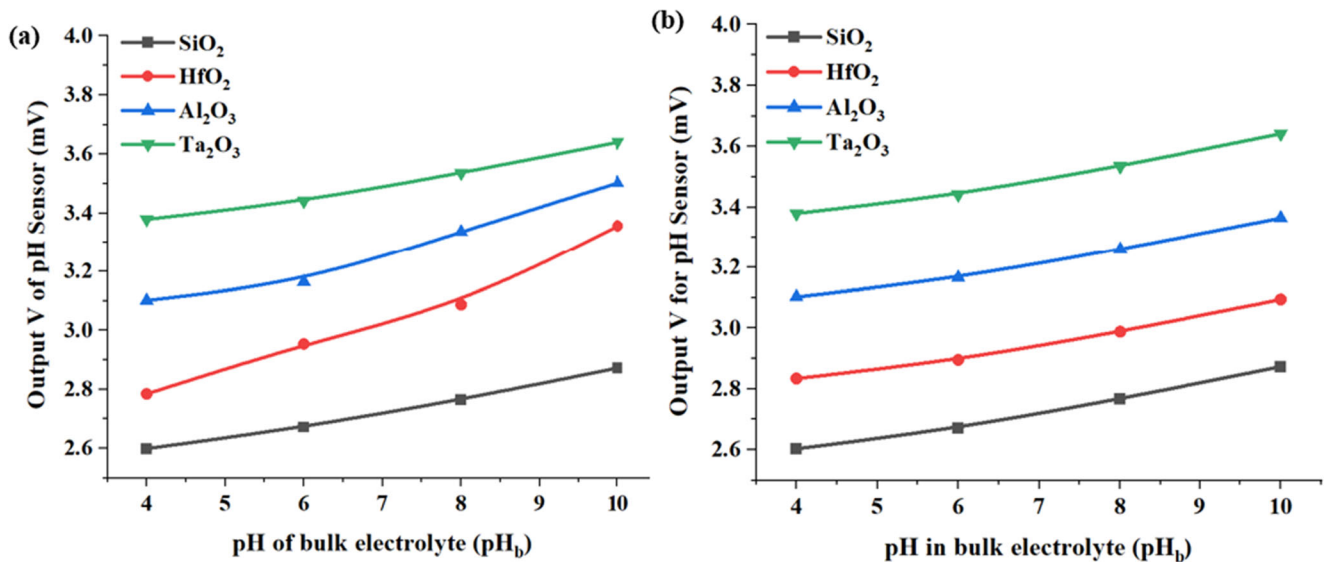 (a)
SiO₂
HfO₂
Al₂O₃
Ta₂O₃
Output V of pH Sensor (mV)
4.0
3.8
3.6
3.4
3.2
3.0
2.8
2.6
4 5 6 7 8 9 10
pH of bulk electrolyte (pH_b)
(b)
SiO₂
HfO₂
Al₂O₃
Ta₂O₃
Output V for pH Sensor (mV)
4.0
3.8
3.6
3.4
3.2
3.0
2.8
2.6
4 5 6 7 8 9 10
pH in bulk electrolyte (pH_b)